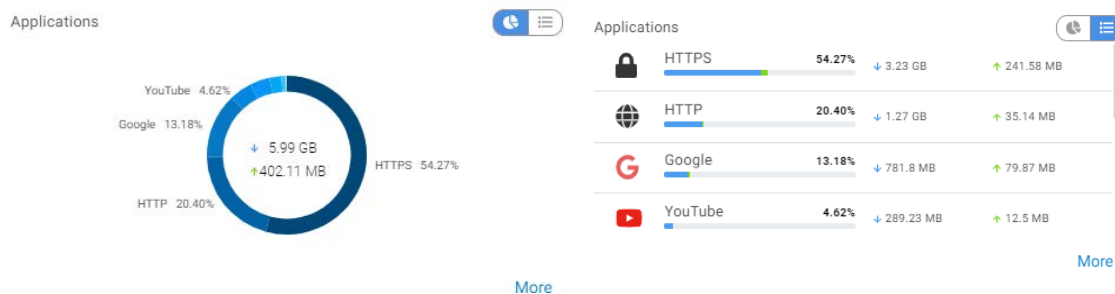 Applications
YouTube 4.62%
Google 13.18%
↓ 5.99 GB
↑402.11 MB
HTTPS 54.27%
HTTP 20.40%
More
Applications
HTTPS 54.27% ↓ 3.23 GB ↑ 241.58 MB
HTTP 20.40% ↓ 1.27 GB ↑ 35.14 MB
Google 13.18% ↓ 781.8 MB ↑ 79.87 MB
YouTube 4.62% ↓ 289.23 MB ↑ 12.5 MB
More